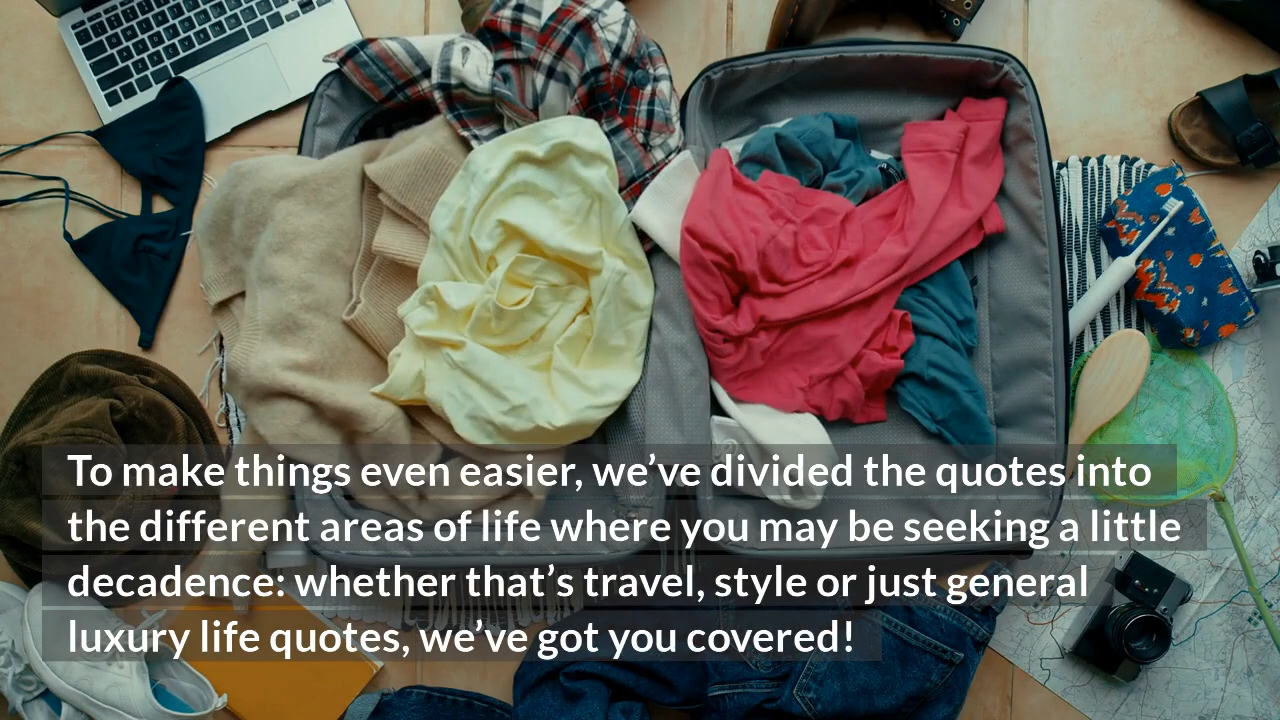 To make things even easier, we’ve divided the quotes into
the different areas of life where you may be seeking a little
decadence: whether that’s travel, style or just general
luxury life quotes, we’ve got you covered!